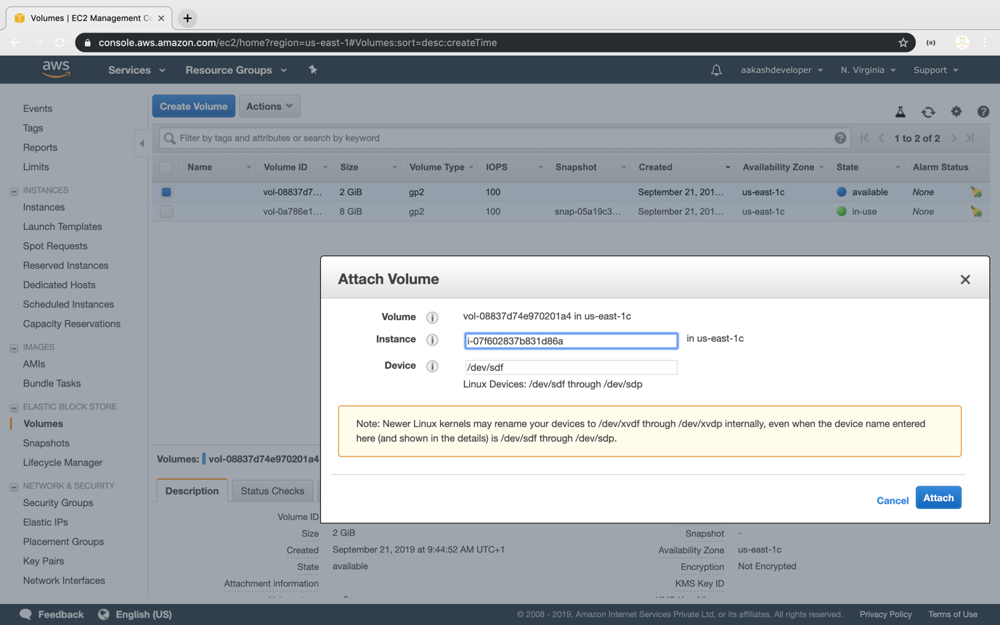 Volumes | EC2 Management Co
console.aws.amazon.com/ec2/home?region=us-east-1#Volumes:sort=desc:createTime
aws Services Resource Groups aakashdeveloper N. Virginia Support
Events
Tags
Reports
Limits
INSTANCES
Instances
Launch Templates
Spot Requests
Reserved Instances
Dedicated Hosts
Scheduled Instances
Capacity Reservations
IMAGES
AMIs
Bundle Tasks
ELASTIC BLOCK STORE
Volumes
Snapshots
Lifecycle Manager
NETWORK & SECURITY
Security Groups
Elastic IPs
Placement Groups
Key Pairs
Network Interfaces
Create Volume Actions
Filter by tags and attributes or search by keyword 1 to 2 of 2
Name Volume ID Size Volume Type IOPS Snapshot Created Availability Zone State Alarm Status
vol-08837d7... 2 GiB gp2 100 September 21, 201... us-east-1c available None
vol-0a786e1... 8 GiB gp2 100 snap-05a19c3... September 21, 201... us-east-1c in-use None
Attach Volume
Volume i vol-08837d74e970201a4 in us-east-1c
Instance i i-07f602837b831d86a in us-east-1c
Device i /dev/sdf
Linux Devices: /dev/sdf through /dev/sdp
Note: Newer Linux kernels may rename your devices to /dev/xvdf through /dev/xvdp internally, even when the device name entered
here (and shown in the details) is /dev/sdf through /dev/sdp.
Cancel Attach
Volumes: vol-08837d74e970201a4
Description Status Checks
Volume ID
Size 2 GiB Snapshot -
Created September 21, 2019 at 9:44:52 AM UTC+1 Availability Zone us-east-1c
State available Encryption Not Encrypted
Attachment information KMS Key ID
Feedback English (US) © 2008 - 2019, Amazon Internet Services Private Ltd. or its affiliates. All rights reserved. Privacy Policy Terms of Use